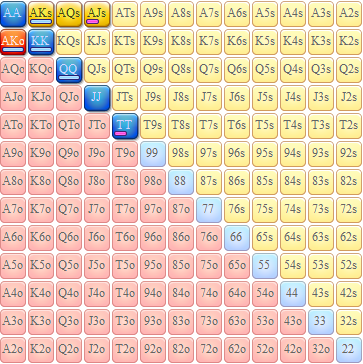 AA AKs AQs AJs ATs A9s A8s A7s A6s A5s A4s A3s A2s
AKo KK KQs KJs KTs K9s K8s K7s K6s K5s K4s K3s K2s
AQo KQo QQ QJs QTs Q9s Q8s Q7s Q6s Q5s Q4s Q3s Q2s
AJo KJo QJo JJ JTs J9s J8s J7s J6s J5s J4s J3s J2s
ATo KTo QTo JTo TT T9s T8s T7s T6s T5s T4s T3s T2s
A9o K9o Q9o J9o T9o 99 98s 97s 96s 95s 94s 93s 92s
A8o K8o Q8o J8o T8o 98o 88 87s 86s 85s 84s 83s 82s
A7o K7o Q7o J7o T7o 97o 87o 77 76s 75s 74s 73s 72s
A6o K6o Q6o J6o T6o 96o 86o 76o 66 65s 64s 63s 62s
A5o K5o Q5o J5o T5o 95o 85o 75o 65o 55 54s 53s 52s
A4o K4o Q4o J4o T4o 94o 84o 74o 64o 54o 44 43s 42s
A3o K3o Q3o J3o T3o 93o 83o 73o 63o 53o 43o 33 32s
A2o K2o Q2o J2o T2o 92o 82o 72o 62o 52o 42o 32o 22